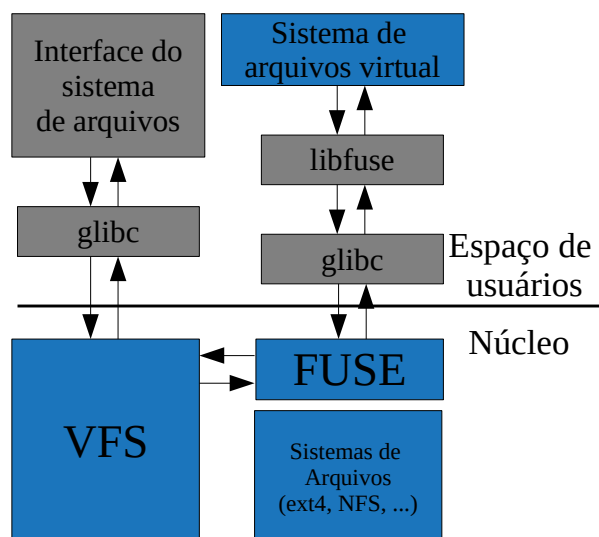 Interface do
sistema
de arquivos
Sistema de
arquivos virtual
libfuse
glibc
glibc
Espaço de
usuários
Núcleo
VFS
FUSE
Sistemas de
Arquivos
(ext4, NFS, ...)